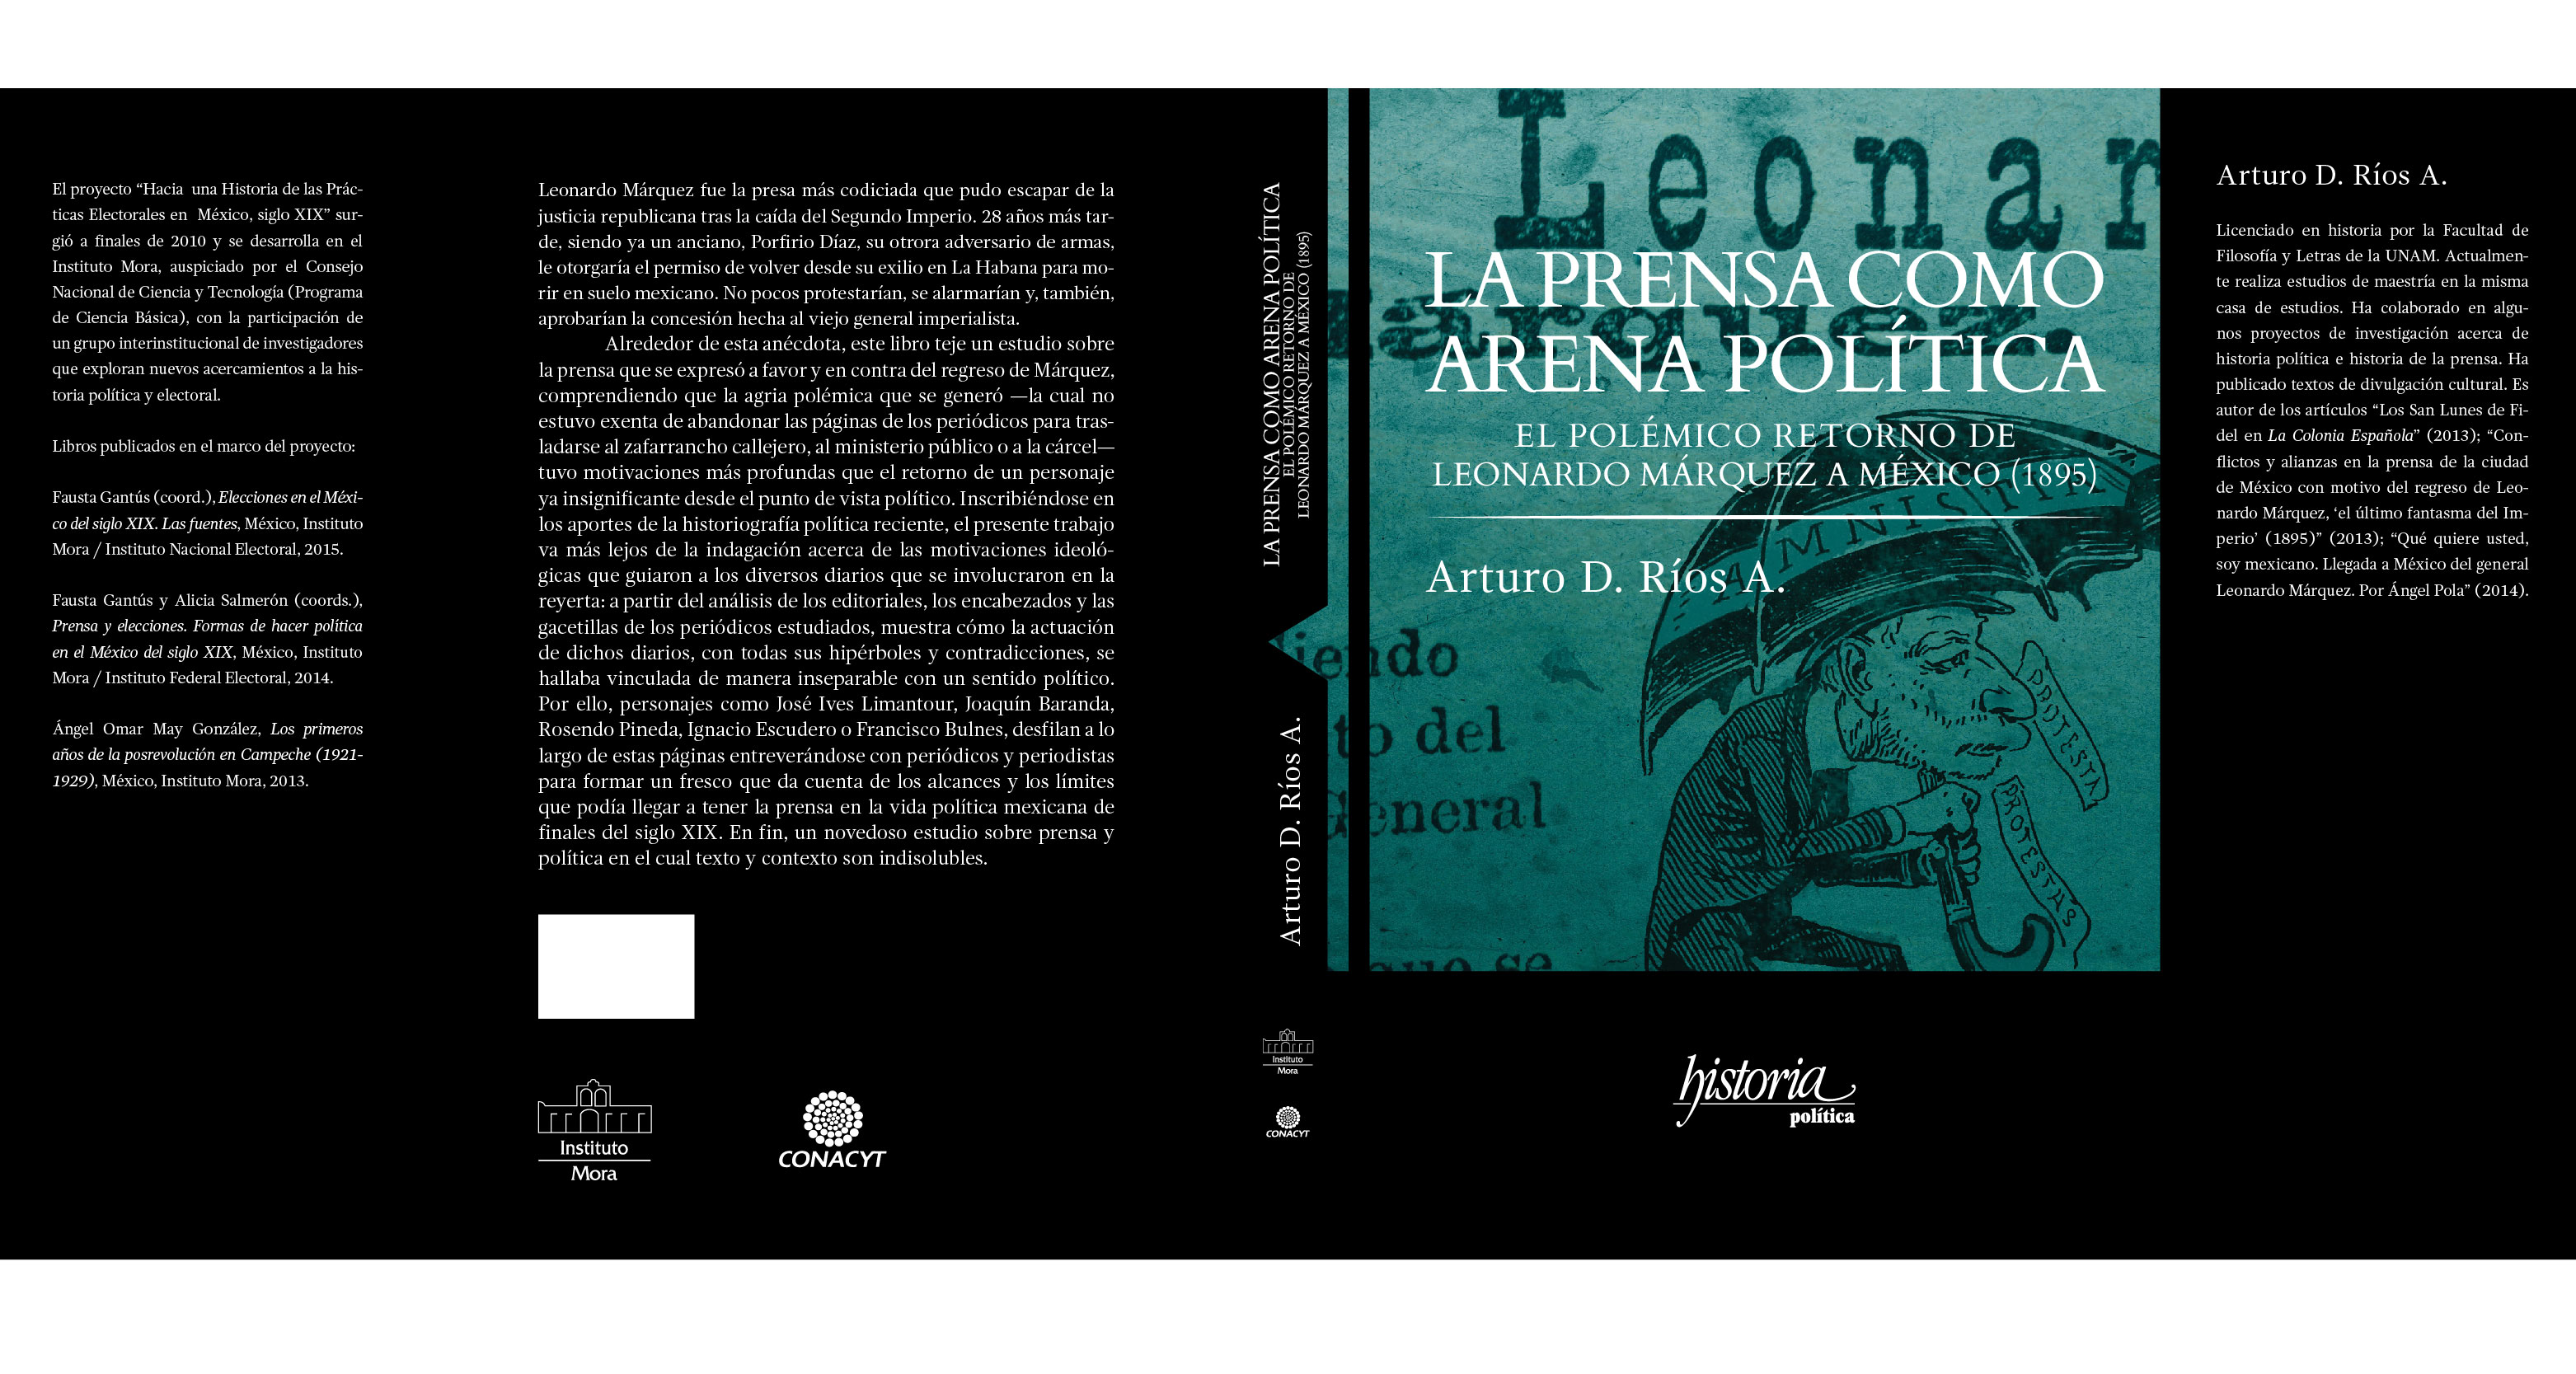 El proyecto “Hacia una Historia de las Prác-
ticas Electorales en México, siglo XIX” sur-
gió a finales de 2010 y se desarrolla en el
Instituto Mora, auspiciado por el Consejo
Nacional de Ciencia y Tecnología (Programa
de Ciencia Básica), con la participación de
un grupo interinstitucional de investigadores
que exploran nuevos acercamientos a la his-
toria política y electoral.
Libros publicados en el marco del proyecto:
Fausta Gantús (coord.), Elecciones en el Méxi-
co del siglo XIX. Las fuentes, México, Instituto
Mora / Instituto Nacional Electoral, 2015.
Fausta Gantús y Alicia Salmerón (coords.),
Prensa y elecciones. Formas de hacer política
en el México del siglo XIX, México, Instituto
Mora / Instituto Federal Electoral, 2014.
Ángel Omar May González, Los primeros
años de la posrevolución en Campeche (1921-
1929), México, Instituto Mora, 2013.
Leonardo Márquez fue la presa más codiciada que pudo escapar de la
justicia republicana tras la caída del Segundo Imperio. 28 años más tar-
de, siendo ya un anciano, Porfirio Díaz, su otrora adversario de armas,
le otorgaría el permiso de volver desde su exilio en La Habana para mo-
rir en suelo mexicano. No pocos protestarían, se alarmarían y, también,
aprobarían la concesión hecha al viejo general imperialista.
Alrededor de esta anécdota, este libro teje un estudio sobre
la prensa que se expresó a favor y en contra del regreso de Márquez,
comprendiendo que la agria polémica que se generó —la cual no
estuvo exenta de abandonar las páginas de los periódicos para tras-
ladarse al zafarrancho callejero, al ministerio público o a la cárcel—
tuvo motivaciones más profundas que el retorno de un personaje
ya insignificante desde el punto de vista político. Inscribiéndose en
los aportes de la historiografía política reciente, el presente trabajo
va más lejos de la indagación acerca de las motivaciones ideoló-
gicas que guiaron a los diversos diarios que se involucraron en la
reyerta: a partir del análisis de los editoriales, los encabezados y las
gacetillas de los periódicos estudiados, muestra cómo la actuación
de dichos diarios, con todas sus hipérboles y contradicciones, se
hallaba vinculada de manera inseparable con un sentido político.
Por ello, personajes como José Ives Limantour, Joaquín Baranda,
Rosendo Pineda, Ignacio Escudero o Francisco Bulnes, desfilan a lo
largo de estas páginas entreverándose con periódicos y periodistas
para formar un fresco que da cuenta de los alcances y los límites
que podía llegar a tener la prensa en la vida política mexicana de
finales del siglo XIX. En fin, un novedoso estudio sobre prensa y
política en el cual texto y contexto son indisolubles.
Instituto
Mora
CONACYT
LA PRENSA COMO ARENA POLÍTICA
EL POLÉMICO RETORNO DE
LEONARDO MÁRQUEZ A MÉXICO (1895)
Arturo D. Ríos A.
Instituto
Mora
CONACYT
Leonar
LA PRENSA COMO
ARENA POLÍTICA
EL POLÉMICO RETORNO DE
LEONARDO MÁRQUEZ A MÉXICO (1895)
AMNISTIA
Arturo D. Ríos A.
iendo
to del
General
que se
PROTESTA
PROTESTAS
historia
política
Arturo D. Ríos A.
Licenciado en historia por la Facultad de
Filosofía y Letras de la UNAM. Actualmen-
te realiza estudios de maestría en la misma
casa de estudios. Ha colaborado en algu-
nos proyectos de investigación acerca de
historia política e historia de la prensa. Ha
publicado textos de divulgación cultural. Es
autor de los artículos “Los San Lunes de Fi-
del en La Colonia Española” (2013); “Con-
flictos y alianzas en la prensa de la ciudad
de México con motivo del regreso de Leo-
nardo Márquez, ‘el último fantasma del Im-
perio’ (1895)” (2013); “Qué quiere usted,
soy mexicano. Llegada a México del general
Leonardo Márquez. Por Ángel Pola” (2014).